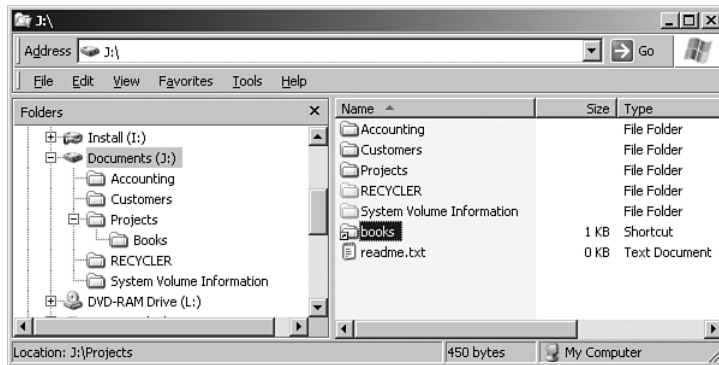 J:\
Address J:\ Go
File Edit View Favorites Tools Help
Folders
Install (I:)
Documents (J:)
Accounting
Customers
Projects
Books
RECYCLER
System Volume Information
DVD-RAM Drive (L:)
Name Size Type
Accounting File Folder
Customers File Folder
Projects File Folder
RECYCLER File Folder
System Volume Information File Folder
books 1 KB Shortcut
readme.txt 0 KB Text Document
Location: J:\Projects 450 bytes My Computer